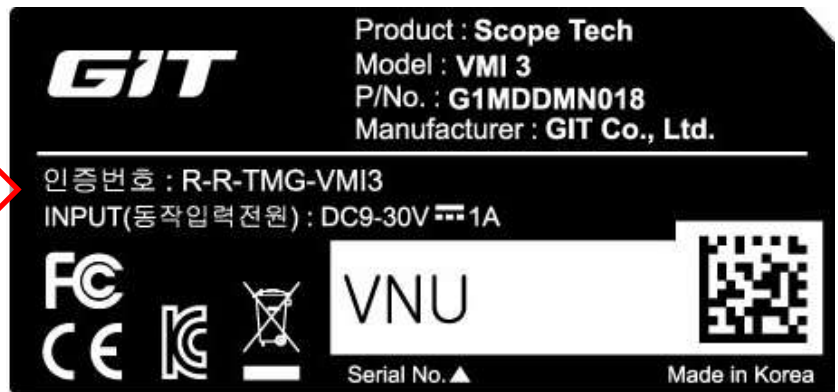 GIT
Product : Scope Tech
Model : VMI 3
P/No. : G1MDDMN018
Manufacturer : GIT Co., Ltd.
인증번호 : R-R-TMG-VMI3
INPUT(동작입력전원) : DC9-30V ⎓ 1A
FC
CE
VNU
Serial No.▲
Made in Korea